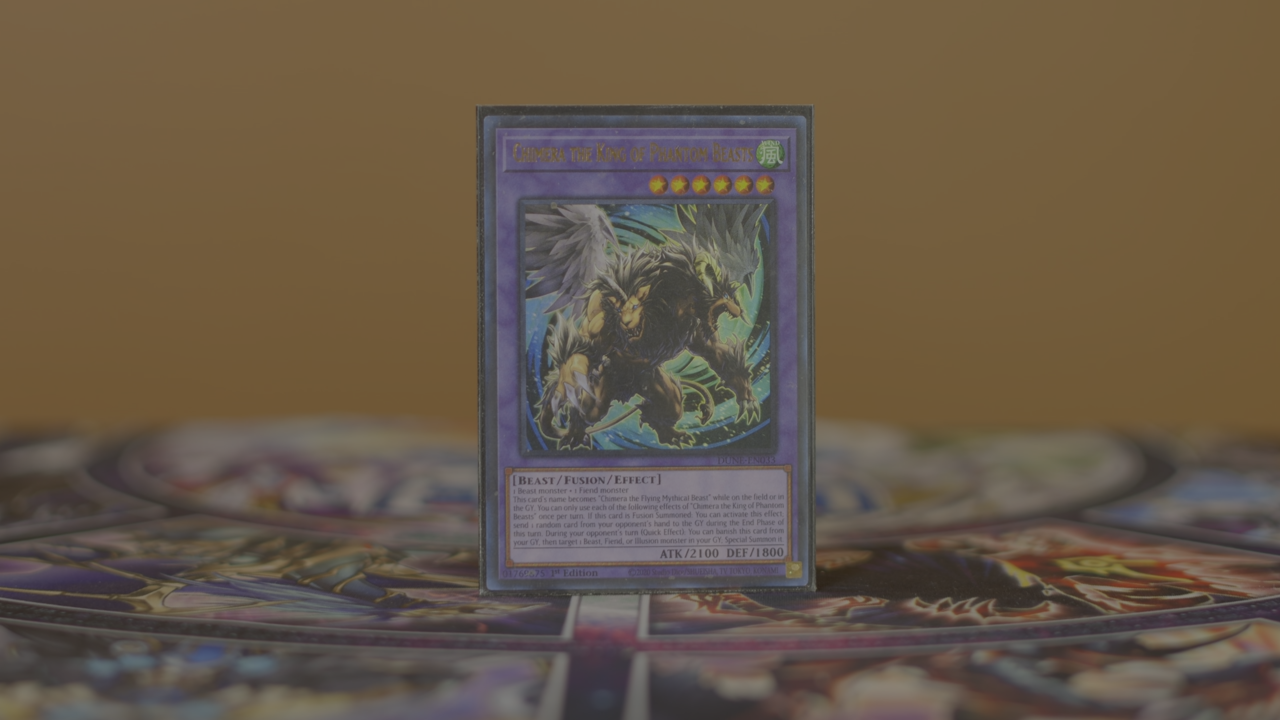 Chimera the King of Phantom Beasts
DUNE-EN033
[Beast/Fusion/Effect]
1 Beast monster + 1 Fiend monster
This card's name becomes "Chimera the Flying Mythical Beast" while on the field or in
the GY. You can only use each of the following effects of "Chimera the King of Phantom
Beasts" once per turn. If this card is Fusion Summoned: You can activate this effect;
send 1 random card from your opponent's hand to the GY during the End Phase of
this turn. During your opponent's turn (Quick Effect): You can banish this card from
your GY, then target 1 Beast, Fiend, or Illusion monster in your GY; Special Summon it.
ATK/2100 DEF/1800
1st Edition